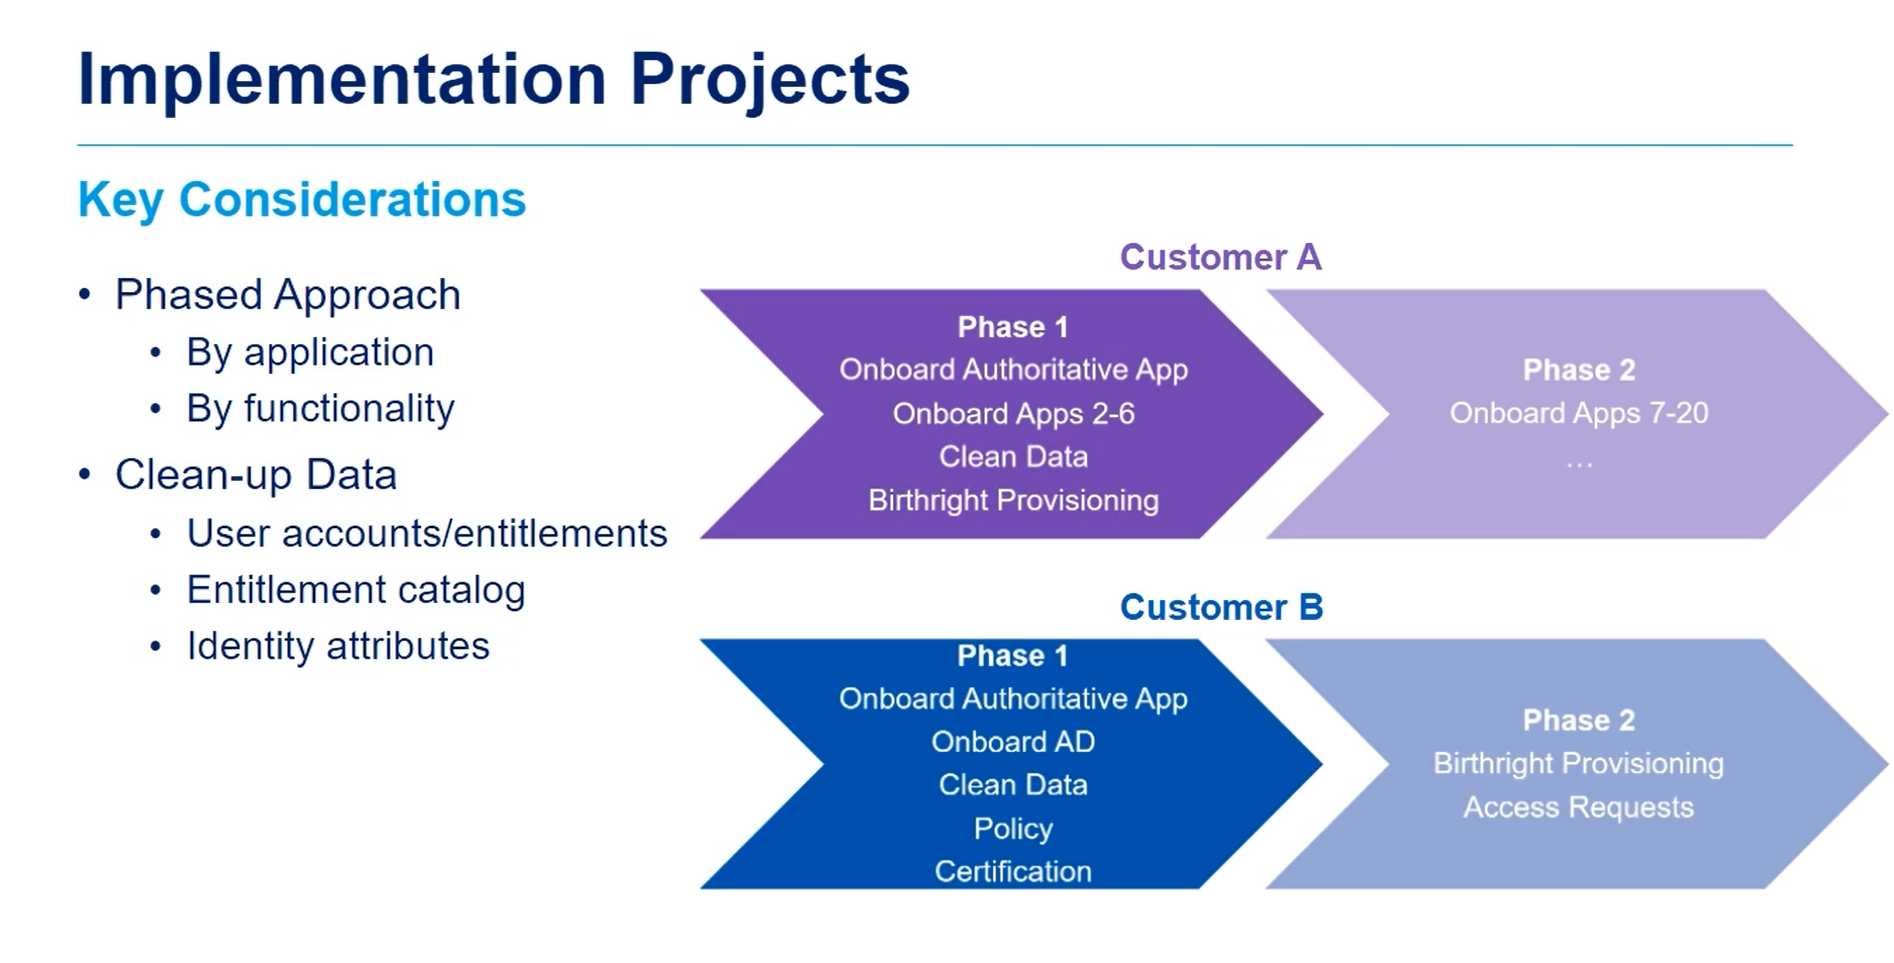 Implementation Projects
Key Considerations
• Phased Approach
• By application
• By functionality
• Clean-up Data
• User accounts/entitlements
• Entitlement catalog
• Identity attributes
Customer A
Phase 1
Onboard Authoritative App
Onboard Apps 2-6
Clean Data
Birthright Provisioning
Phase 2
Onboard Apps 7-20
...
Customer B
Phase 1
Onboard Authoritative App
Onboard AD
Clean Data
Policy
Certification
Phase 2
Birthright Provisioning
Access Requests